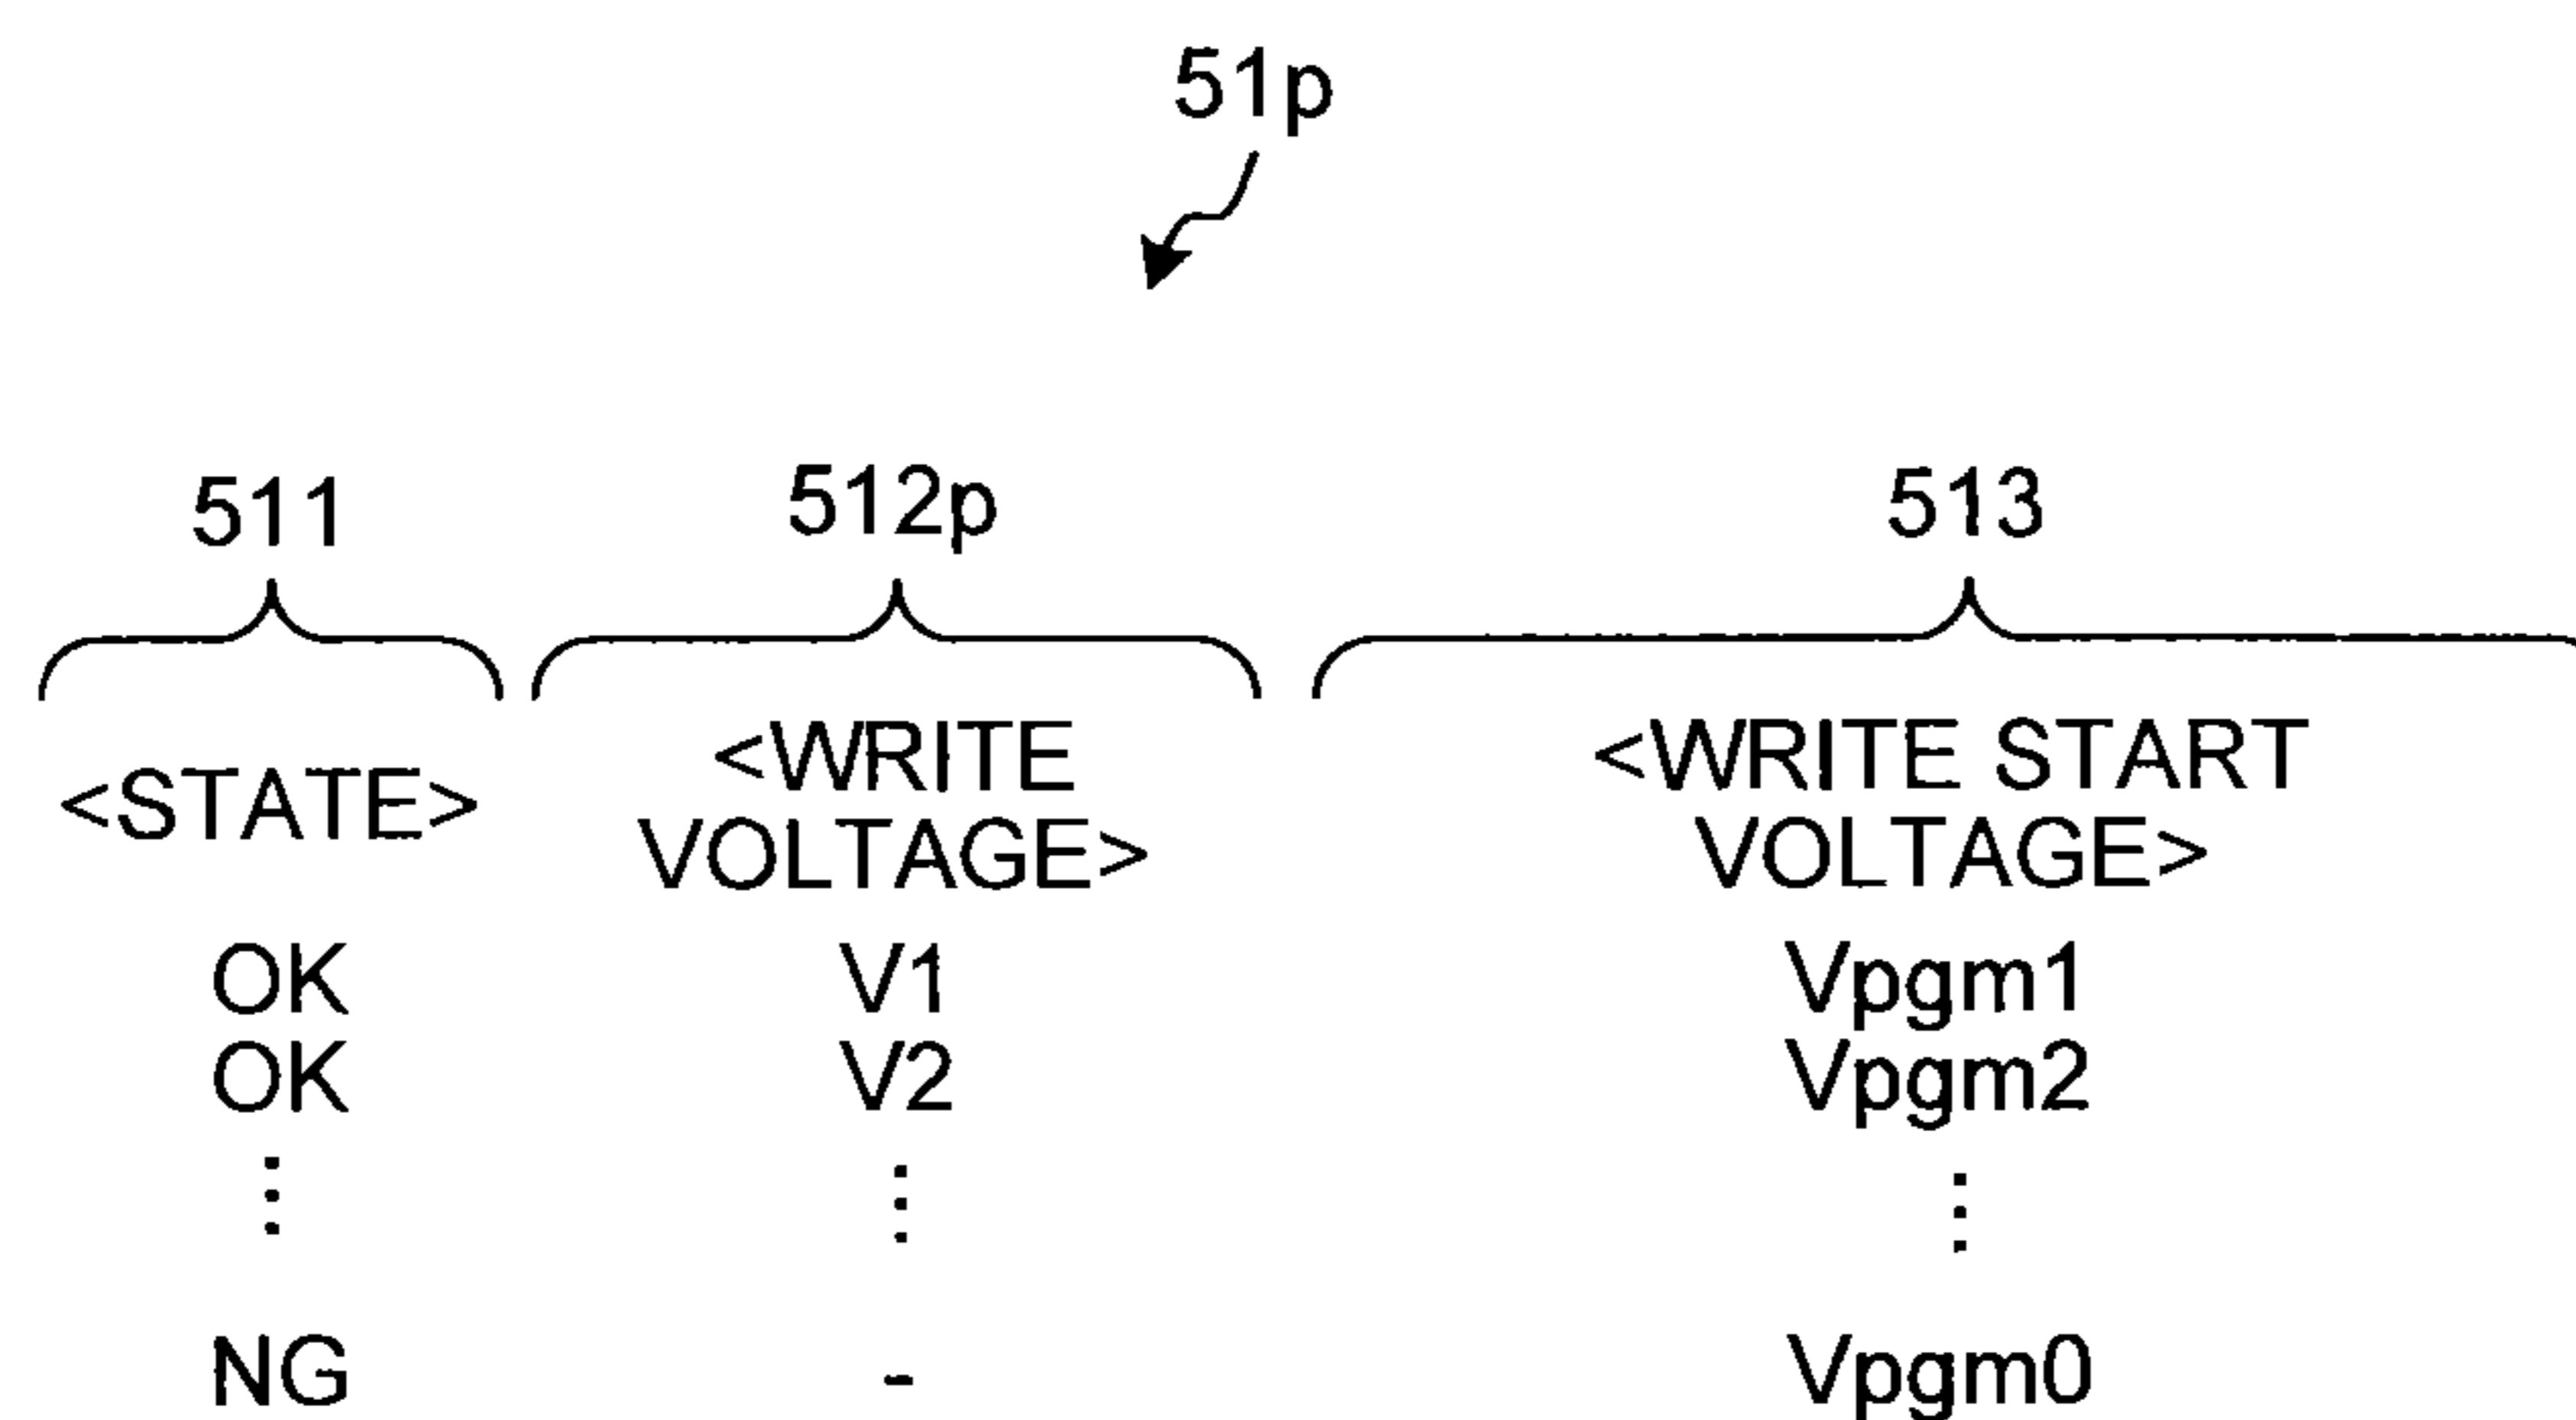 51p
511 512p 513
<STATE> <WRITE VOLTAGE> <WRITE START VOLTAGE>
OK V1 Vpgm1
OK V2 Vpgm2
⋮ ⋮ ⋮
NG - Vpgm0